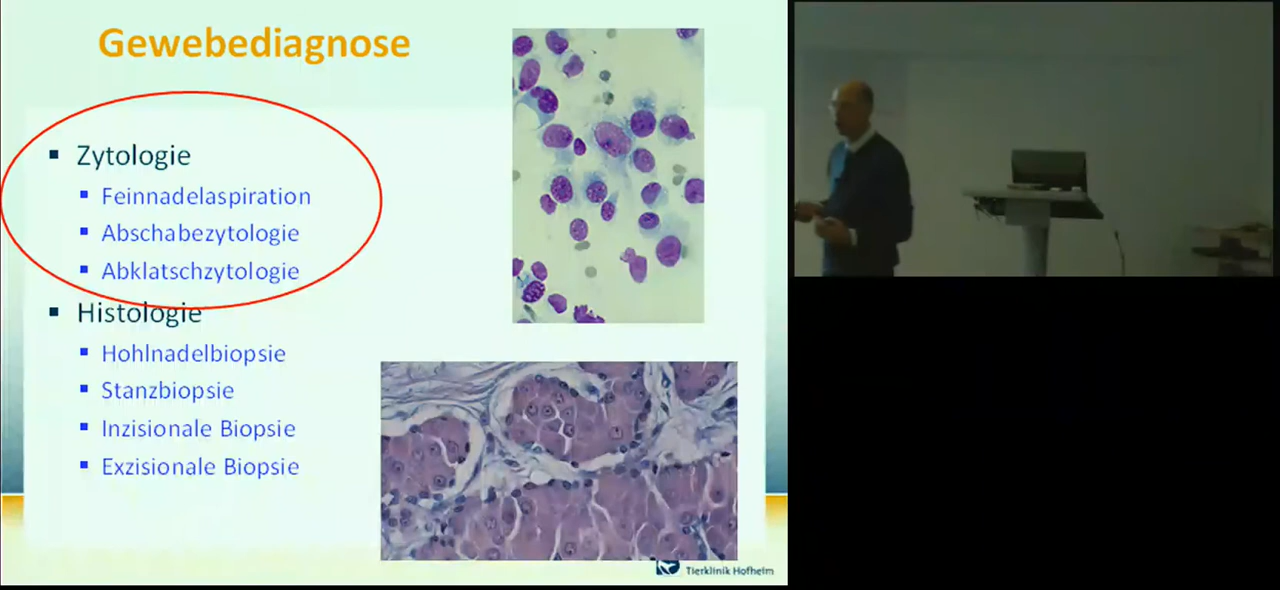 Gewebediagnose
Zytologie
Feinnadelaspiration
Abschabezytologie
Abklatschzytologie
Histologie
Hohlnadelbiopsie
Stanzbiopsie
Inzisionale Biopsie
Exzisionale Biopsie
Tierklinik Hofheim